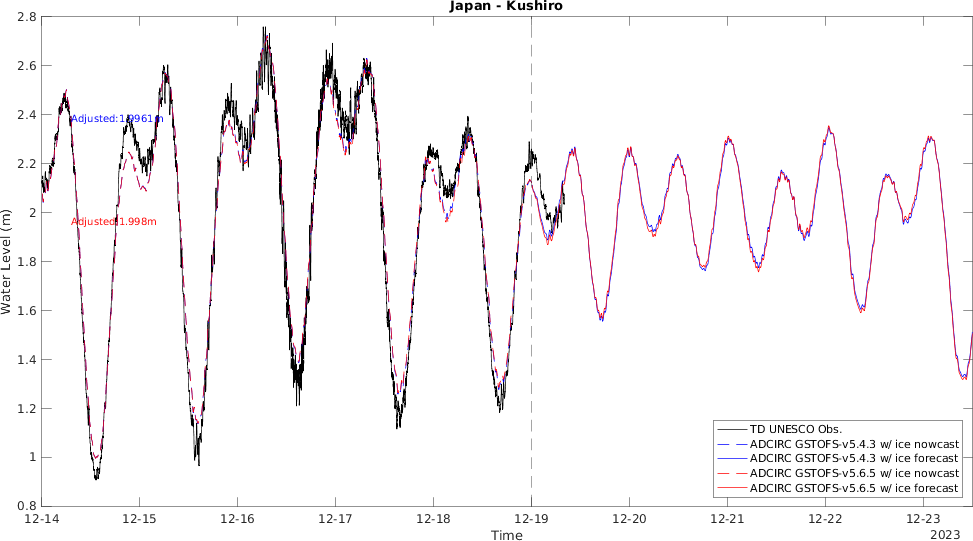 Japan - Kushiro
2.8
2.6
2.4
2.2
2
1.8
1.6
1.4
1.2
1
0.8
Water Level (m)
Adjusted:1.9961m
Adjusted:1.998m
TD UNESCO Obs.
ADCIRC GSTOFS-v5.4.3 w/ ice nowcast
ADCIRC GSTOFS-v5.4.3 w/ ice forecast
ADCIRC GSTOFS-v5.6.5 w/ ice nowcast
ADCIRC GSTOFS-v5.6.5 w/ ice forecast
12-14 12-15 12-16 12-17 12-18 12-19 12-20 12-21 12-22 12-23
Time
2023